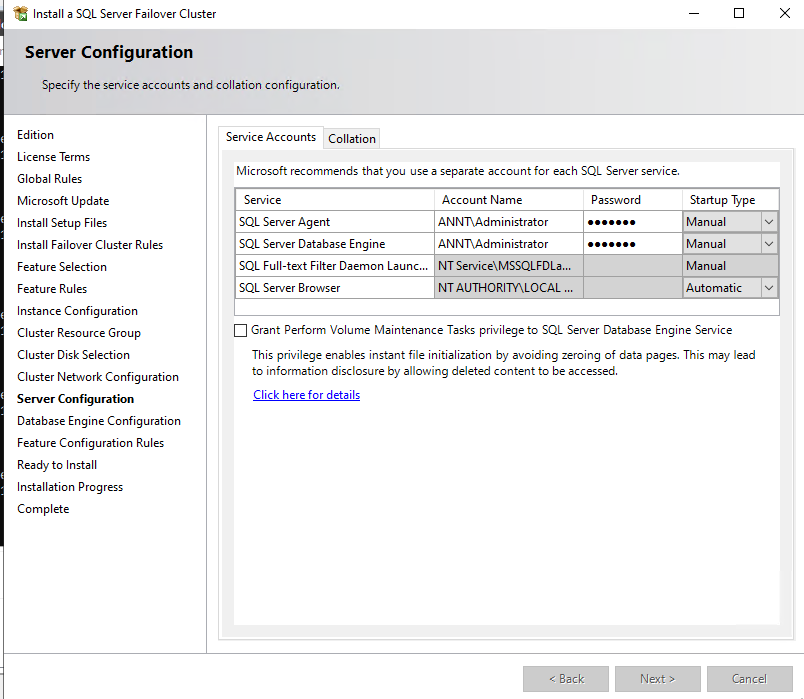 Install a SQL Server Failover Cluster
Server Configuration
Specify the service accounts and collation configuration.
Edition
License Terms
Global Rules
Microsoft Update
Install Setup Files
Install Failover Cluster Rules
Feature Selection
Feature Rules
Instance Configuration
Cluster Resource Group
Cluster Disk Selection
Cluster Network Configuration
Server Configuration
Database Engine Configuration
Feature Configuration Rules
Ready to Install
Installation Progress
Complete
Service Accounts Collation
Microsoft recommends that you use a separate account for each SQL Server service.
Service Account Name Password Startup Type
SQL Server Agent ANNT\Administrator ●●●●●●● Manual
SQL Server Database Engine ANNT\Administrator ●●●●●●● Manual
SQL Full-text Filter Daemon Launc... NT Service\MSSQLFDLa... Manual
SQL Server Browser NT AUTHORITY\LOCAL ... Automatic
Grant Perform Volume Maintenance Tasks privilege to SQL Server Database Engine Service
This privilege enables instant file initialization by avoiding zeroing of data pages. This may lead
to information disclosure by allowing deleted content to be accessed.
Click here for details
< Back Next > Cancel